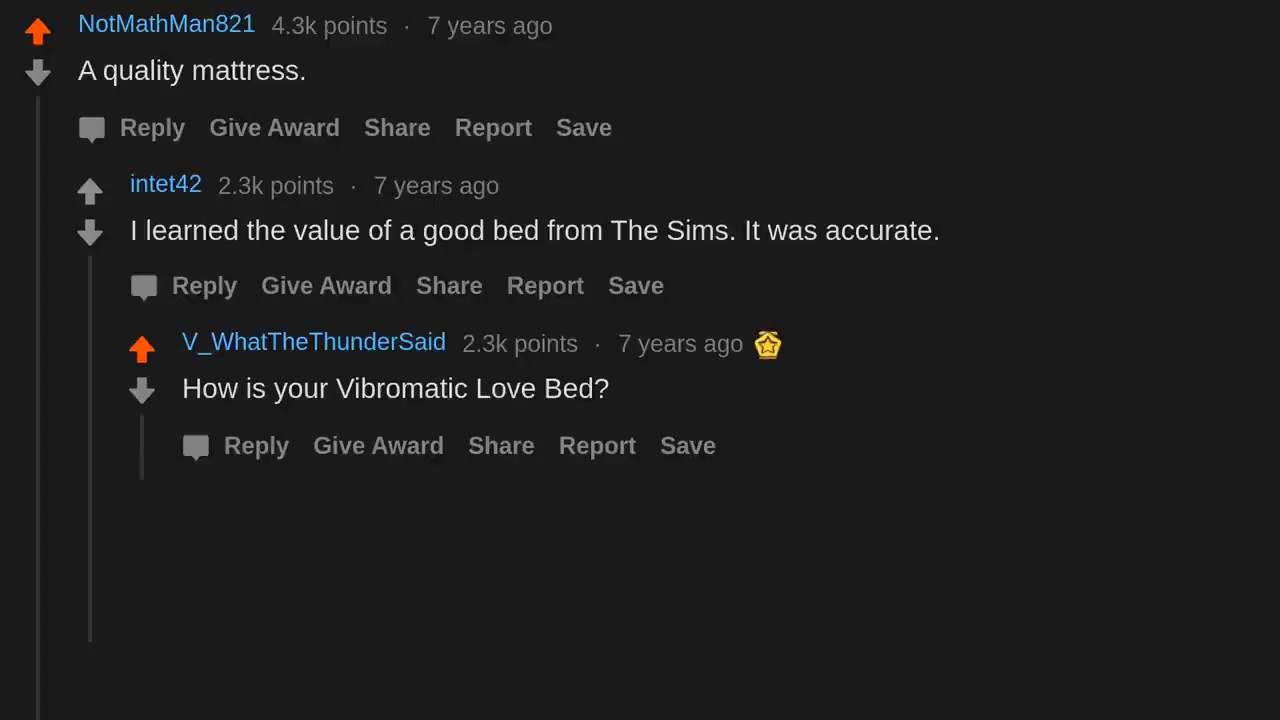 NotMathMan821 4.3k points · 7 years ago
A quality mattress.
Reply Give Award Share Report Save
intet42 2.3k points · 7 years ago
I learned the value of a good bed from The Sims. It was accurate.
Reply Give Award Share Report Save
V_WhatTheThunderSaid 2.3k points · 7 years ago
How is your Vibromatic Love Bed?
Reply Give Award Share Report Save